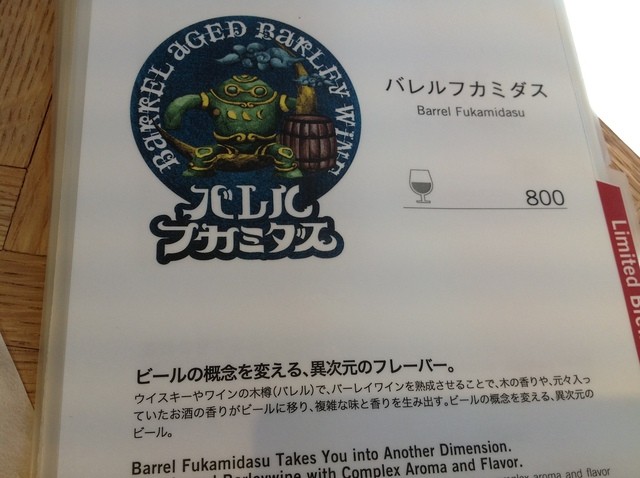 BARREL AGED BARLEY WINE
バレル
フカミダス
バレルフカミダス
Barrel Fukamidasu
800
Limited
ビールの概念を変える、異次元のフレーバー。
ウイスキーやワインの木樽(バレル)で、バーレイワインを熟成させることで、木の香りや、元々入っ
ていたお酒の香りがビールに移り、複雑な味と香りを生み出す。ビールの概念を変える、異次元の
ビール。
Barrel Fukamidasu Takes You into Another Dimension.
Barleywine with Complex Aroma and Flavor.
aroma and flavor